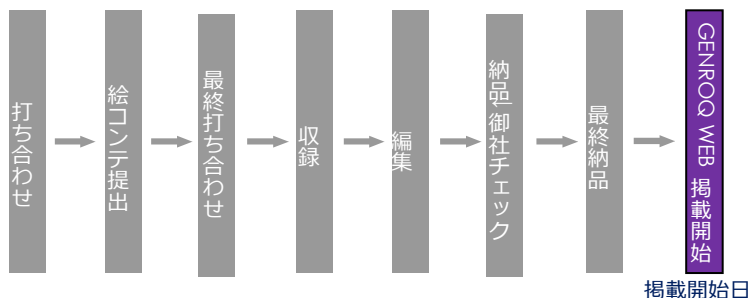 打ち合わせ
絵コンテ提出
最終打ち合わせ
収録
編集
納品⇄御社チェック
最終納品
GENROQ WEB 掲載開始
掲載開始日